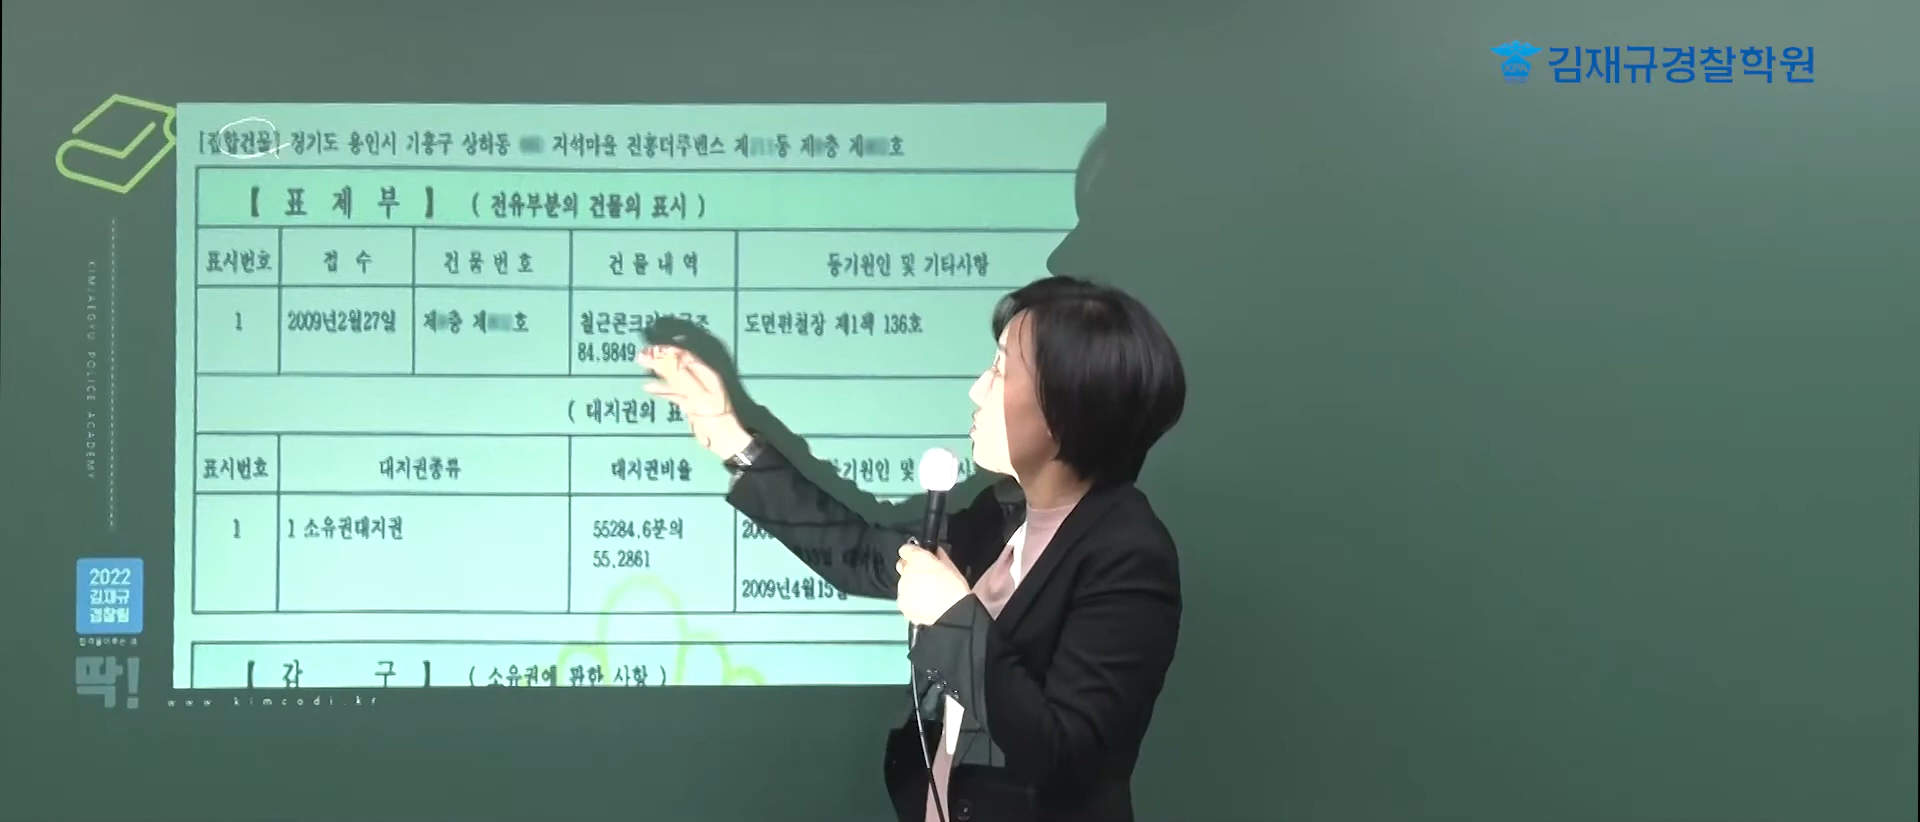 김재규경찰학원
[집합건물] 경기도 용인시 기흥구 상하동 지석마을 진흥더루벤스 제 동 제 층 제 호
【 표 제 부 】 ( 전유부분의 건물의 표시 )
표시번호 접 수 건 물 번 호 건 물 내 역 등기원인 및 기타사항
1 2009년2월27일 제 층 제 호 철근콘크리 구조 도면편철장 제1책 136호
84.9849
( 대지권의 표
표시번호 대지권종류 대지권비율 기원인 및 사
1 1 소유권대지권 55284.6분의
55.2861
2009년4월15일
【 갑 구 】 ( 소유권에 관한 사항 )
KIMJAEGYU POLICE ACADEMY
2022
김재규
경찰팀
딱!
www kimcodi.kr